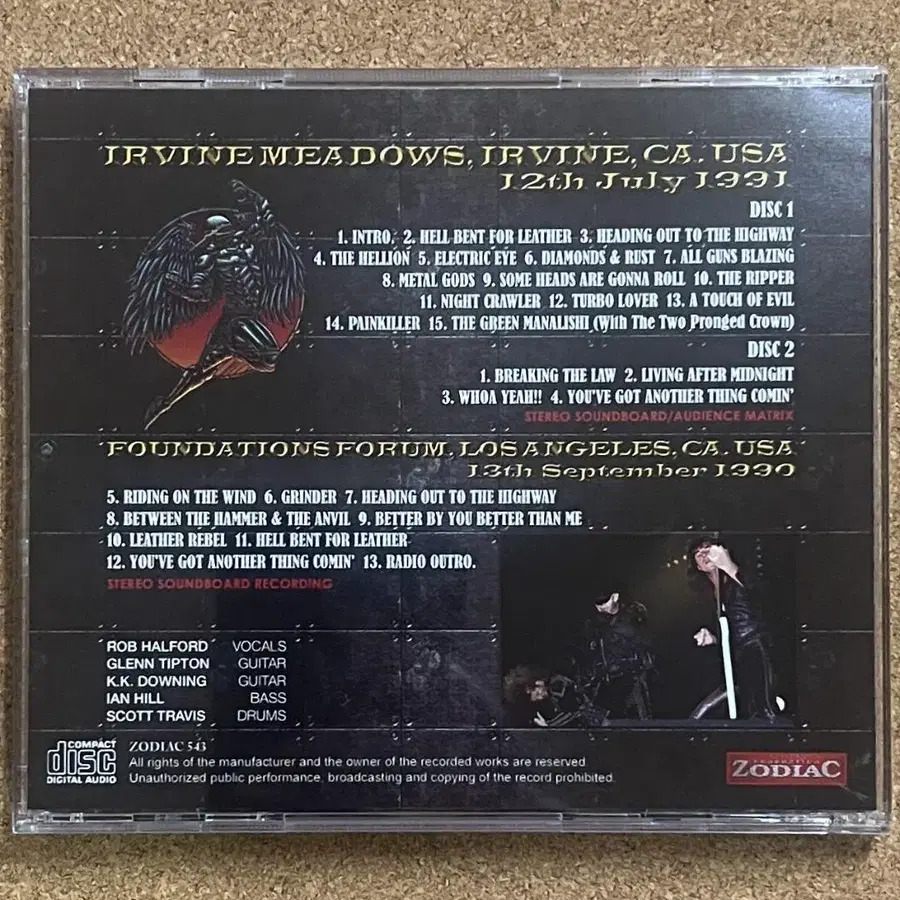 IRVINE MEADOWS, IRVINE, CA. USA
12th July 1991
DISC 1
1. INTRO. 2. HELL BENT FOR LEATHER 3. HEADING OUT TO THE HIGHWAY
4. THE HELLION 5. ELECTRIC EYE 6. DIAMONDS & RUST 7. ALL GUNS BLAZING
8. METAL GODS 9. SOME HEADS ARE GONNA ROLL 10. THE RIPPER
11. NIGHT CRAWLER 12. TURBO LOVER 13. A TOUCH OF EVIL
14. PAINKILLER 15. THE GREEN MANALISHI (With The Two Pronged Crown)
DISC 2
1. BREAKING THE LAW 2. LIVING AFTER MIDNIGHT
3. WHOA YEAH!! 4. YOU'VE GOT ANOTHER THING COMIN'
STEREO SOUNDBOARD/AUDIENCE MATRIX
FOUNDATIONS FORUM, LOS ANGELES, CA. USA
13th September 1990
5. RIDING ON THE WIND 6. GRINDER 7. HEADING OUT TO THE HIGHWAY
8. BETWEEN THE HAMMER & THE ANVIL 9. BETTER BY YOU BETTER THAN ME
10. LEATHER REBEL 11. HELL BENT FOR LEATHER
12. YOU'VE GOT ANOTHER THING COMIN' 13. RADIO OUTRO.
STEREO SOUNDBOARD RECORDING
ROB HALFORD VOCALS
GLENN TIPTON GUITAR
K.K. DOWNING GUITAR
IAN HILL BASS
SCOTT TRAVIS DRUMS
COMPACT
disc
DIGITAL AUDIO
ZODIAC 543
All rights of the manufacturer and the owner of the recorded works are reserved
Unauthorized public performance, broadcasting and copying of the record prohibited.
ZODIAC